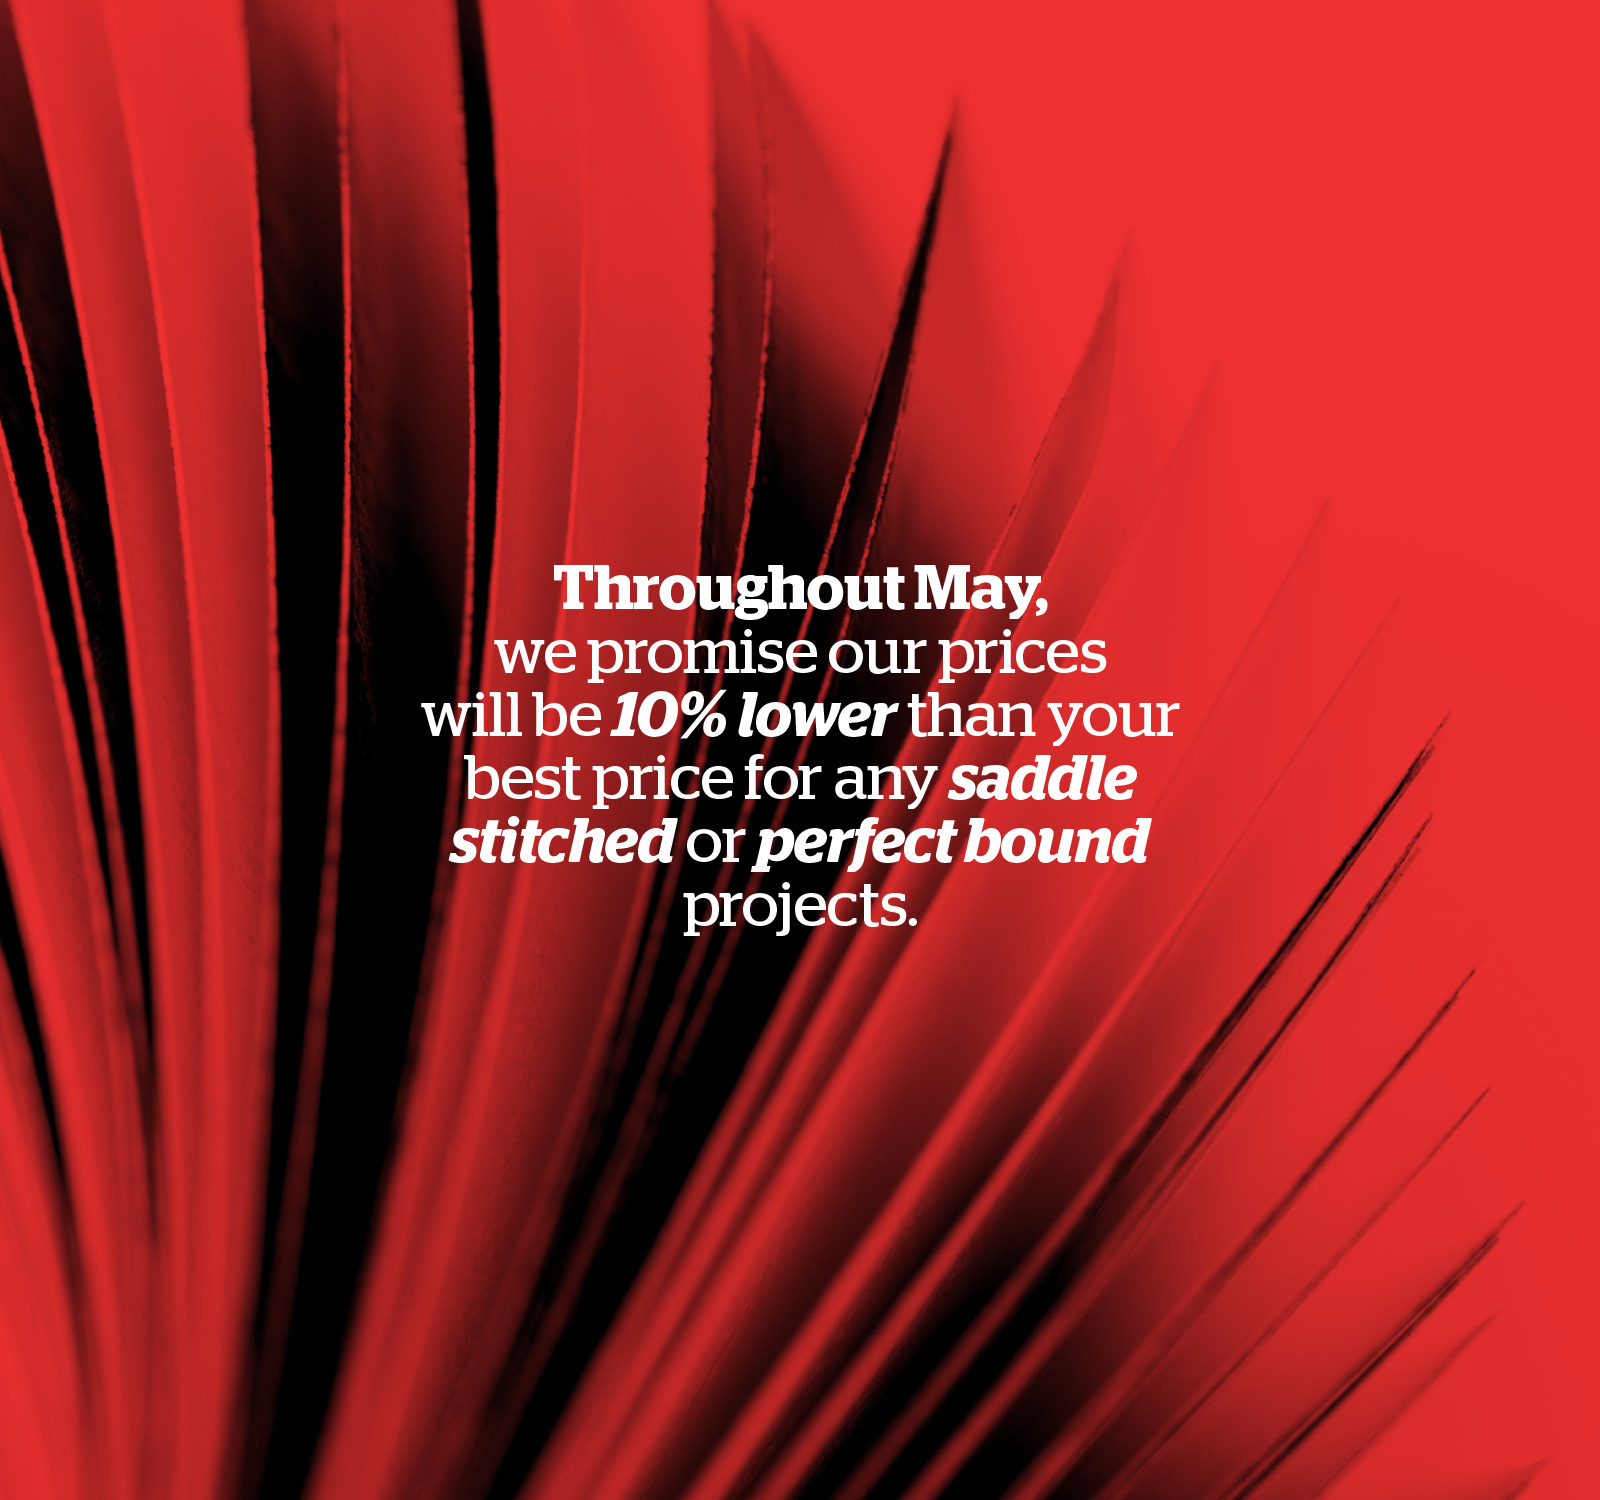 Throughout May,
we promise our prices
will be 10% lower than your
best price for any saddle
stitched or perfect bound
projects.